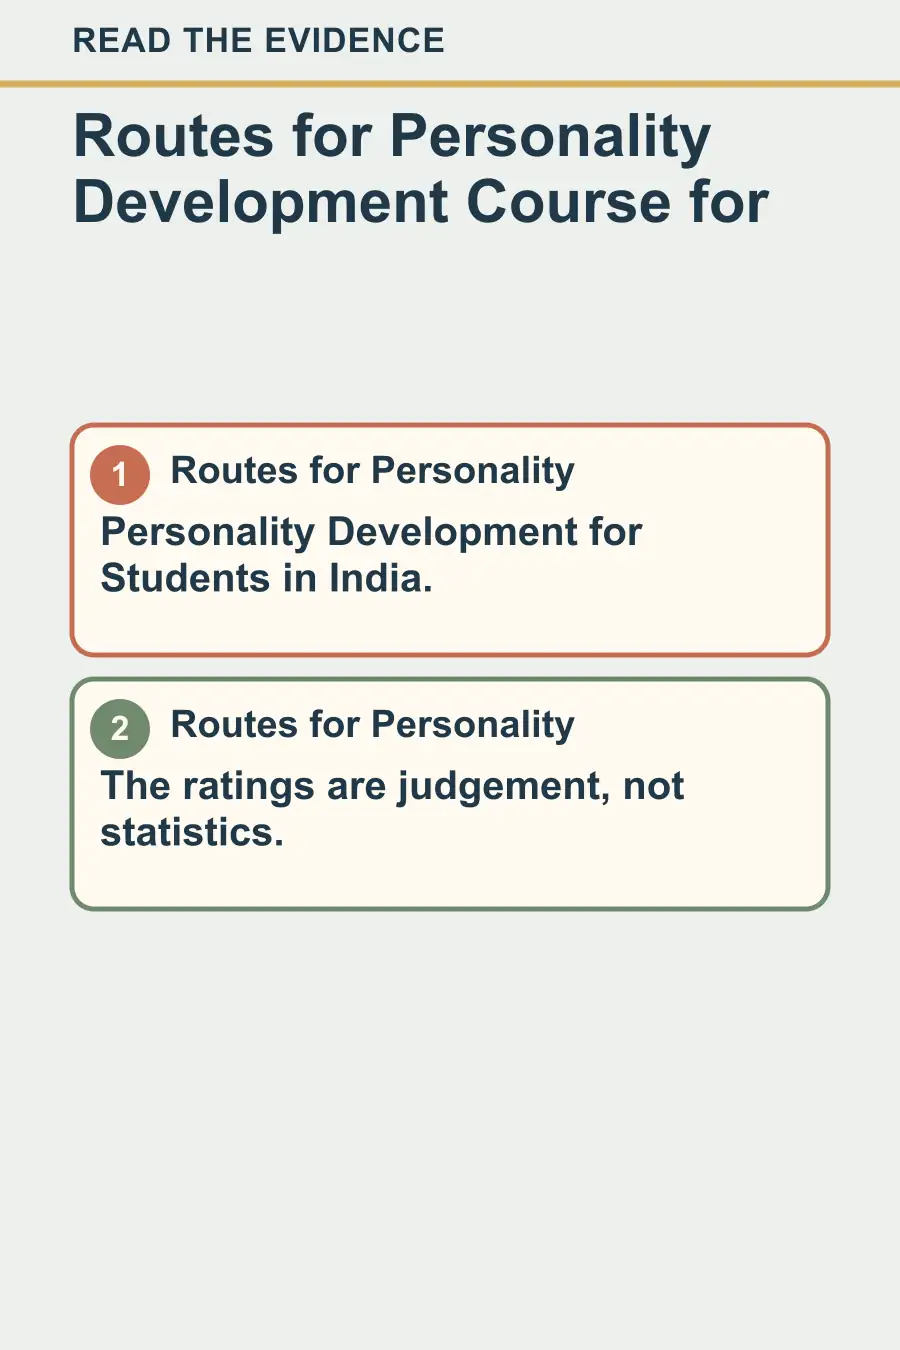 READ THE EVIDENCE
Routes for Personality
Development Course for
1 Routes for Personality
Personality Development for
Students in India.
2 Routes for Personality
The ratings are judgement, not
statistics.